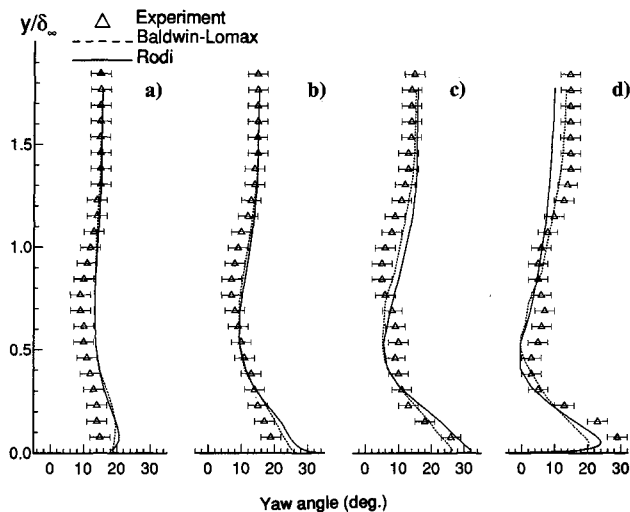 y/δ∞
Experiment
Baldwin-Lomax
Rodi
a) b) c) d)
1.5
1.0
0.5
0.0
0 10 20 30 0 10 20 30 0 10 20 30 0 10 20 30
Yaw angle (deg.)